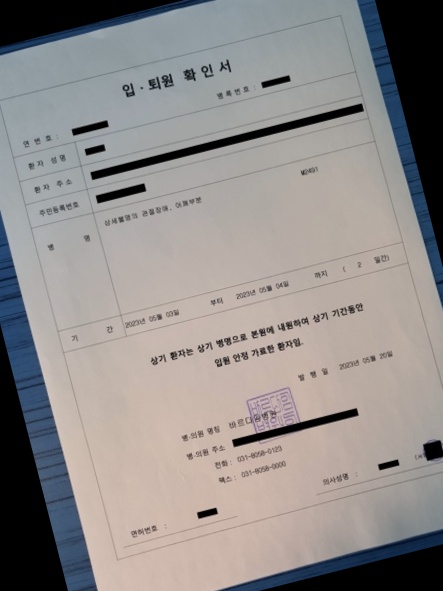 입·퇴원 확인서
연 번 호 :
병록번호 :
환 자 성 명
환 자 주 소
주민등록번호
병 명
상세불명의 관절장애, 어깨부분
M2491
기 간
2023년 05월 03일 부터 2023년 05월 04일 까지 ( 2 일간)
상기 환자는 상기 병명으로 본원에 내원하여 상기 기간동안
입원 안정 가료한 환자임.
발 행 일 2023년 05월 20일
병·의원 명칭 바르다임병원
병·의원 주소
전화 : 031-8058-0123
팩스 : 031-8058-0000
의사성명 :
면허번호 :